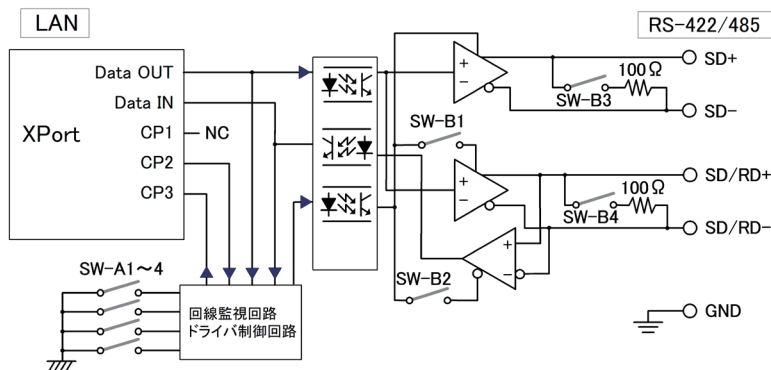 LAN
RS-422/485
XPort
Data OUT
Data IN
CP1
NC
CP2
CP3
+
−
SW-B3
100Ω
SD+
SD-
SW-B1
+
−
SW-B4
100Ω
SD/RD+
SD/RD-
SW-B2
+
−
SW-A1～4
回線監視回路
ドライバ制御回路
GND